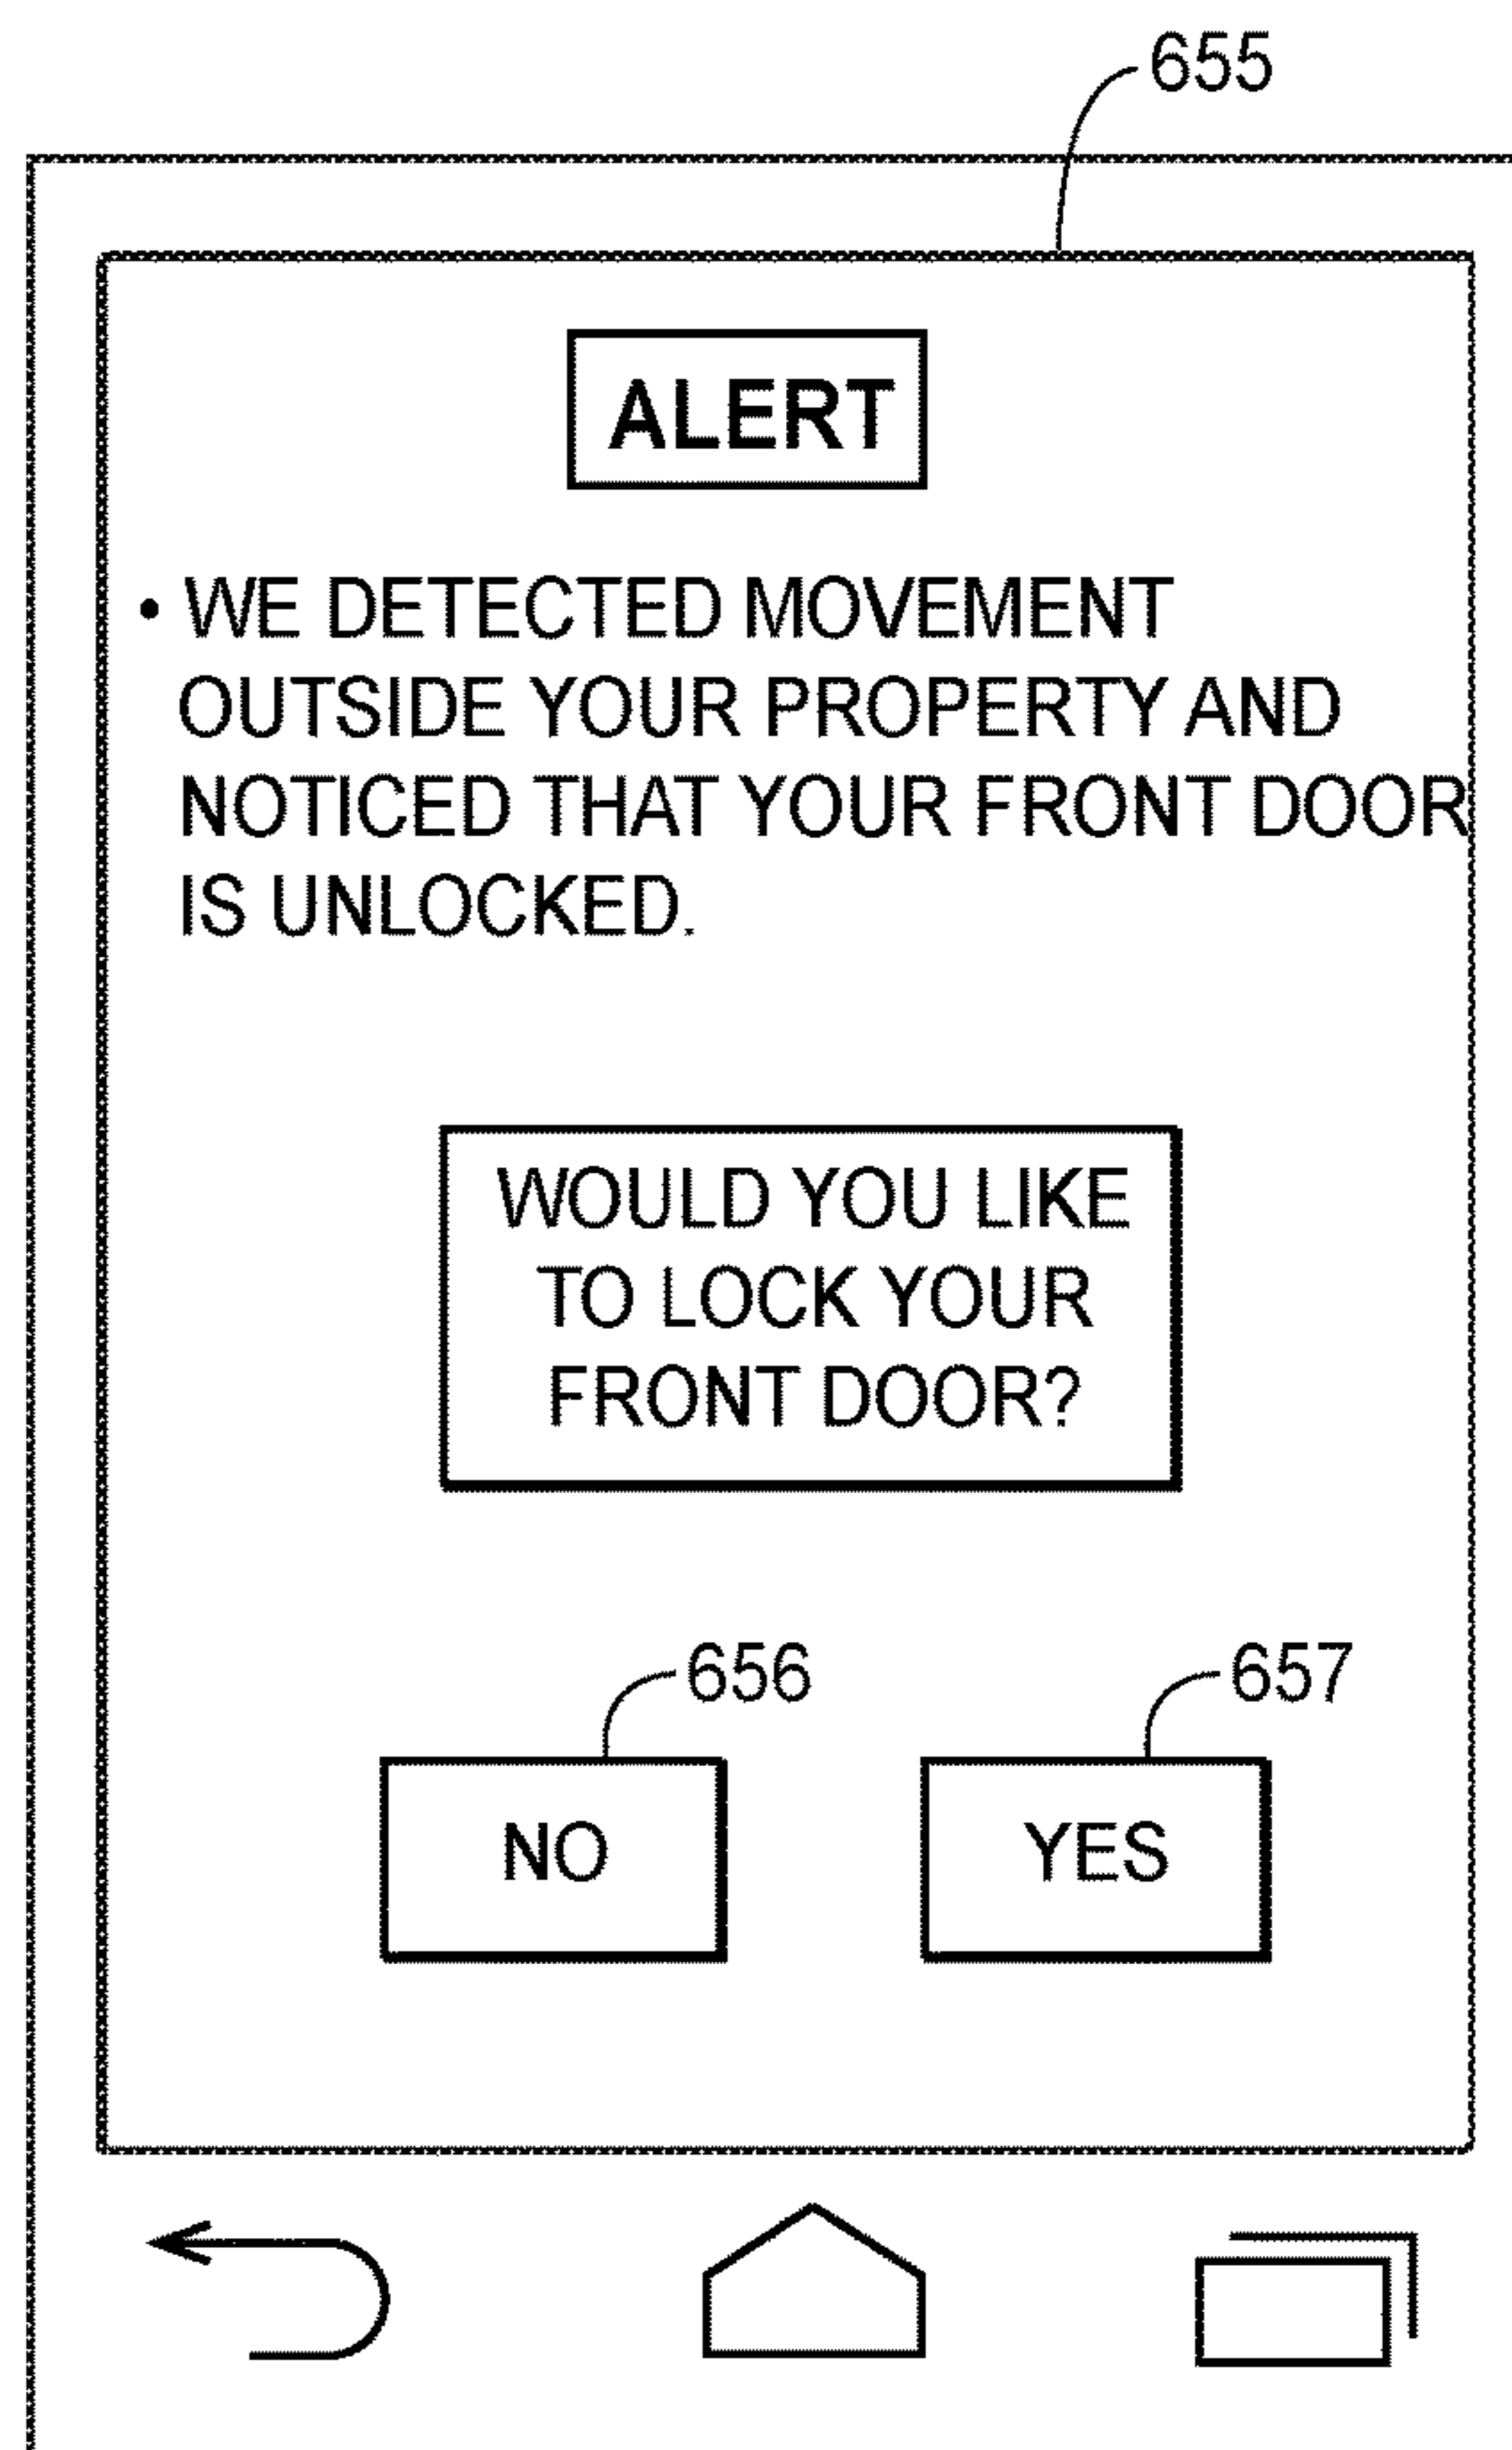 655
ALERT
• WE DETECTED MOVEMENT
OUTSIDE YOUR PROPERTY AND
NOTICED THAT YOUR FRONT DOOR
IS UNLOCKED.
WOULD YOU LIKE
TO LOCK YOUR
FRONT DOOR?
656
657
NO
YES